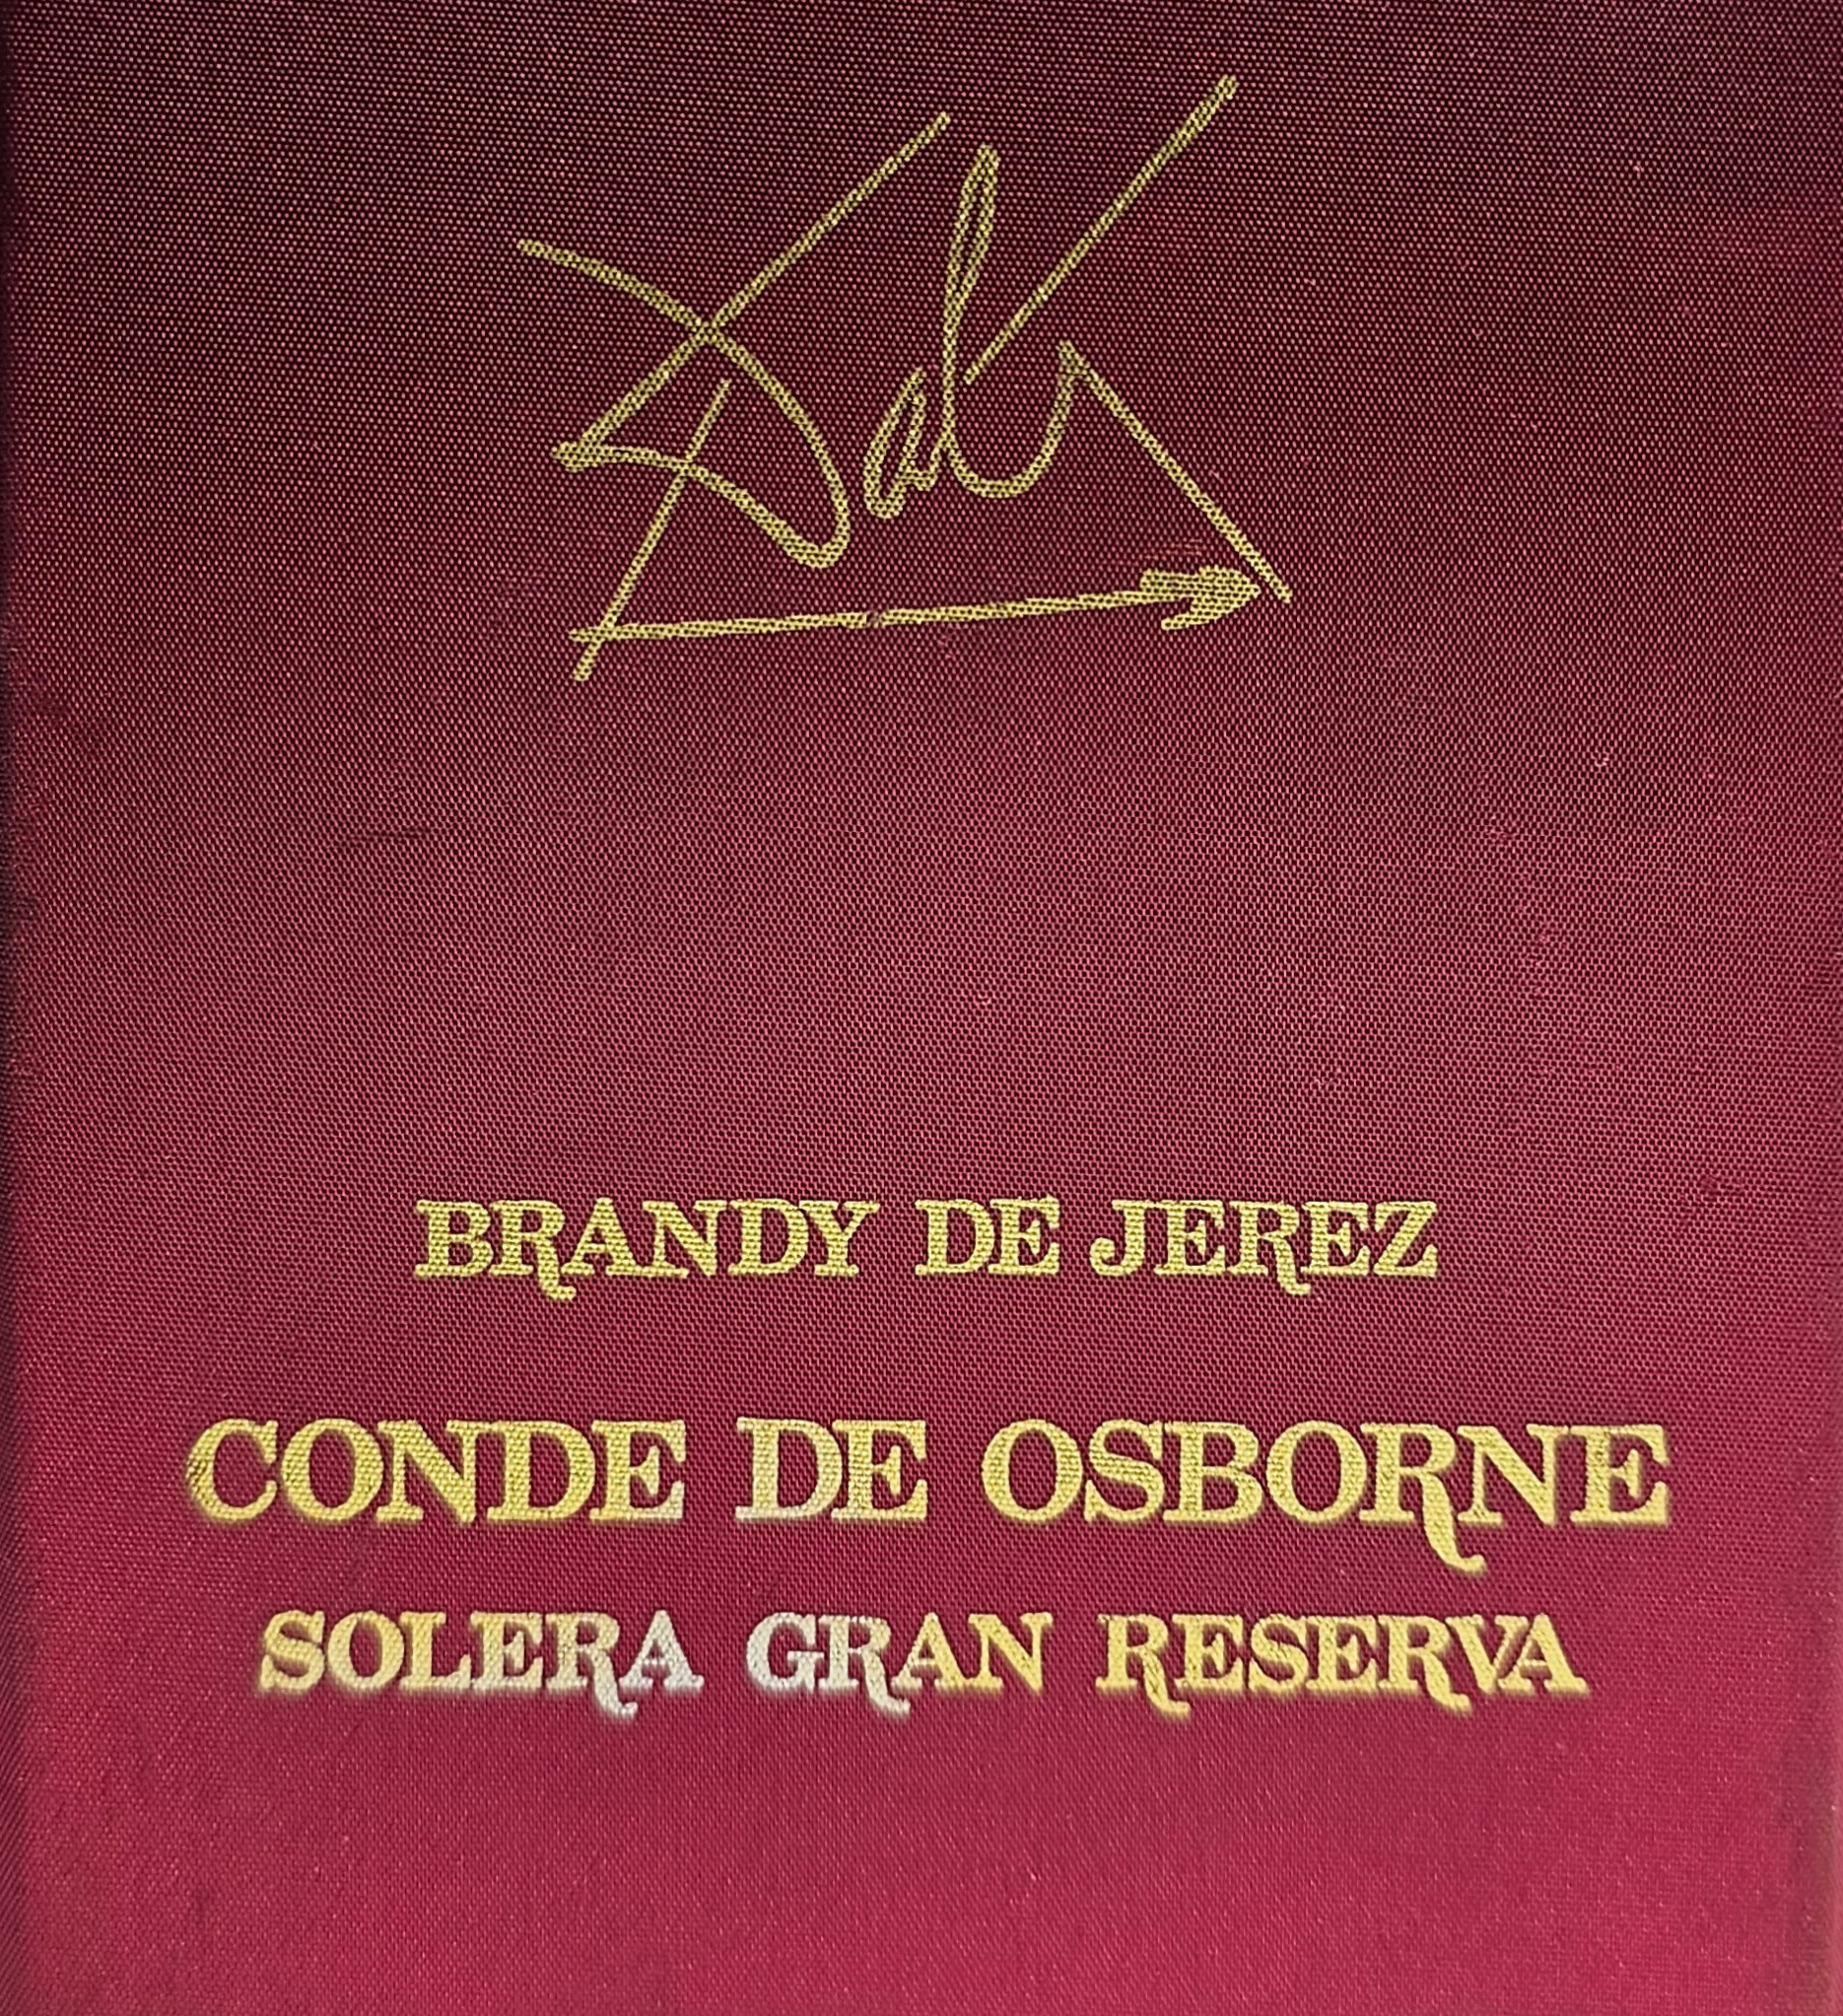 Dalí
BRANDY DE JEREZ
CONDE DE OSBORNE
SOLERA GRAN RESERVA